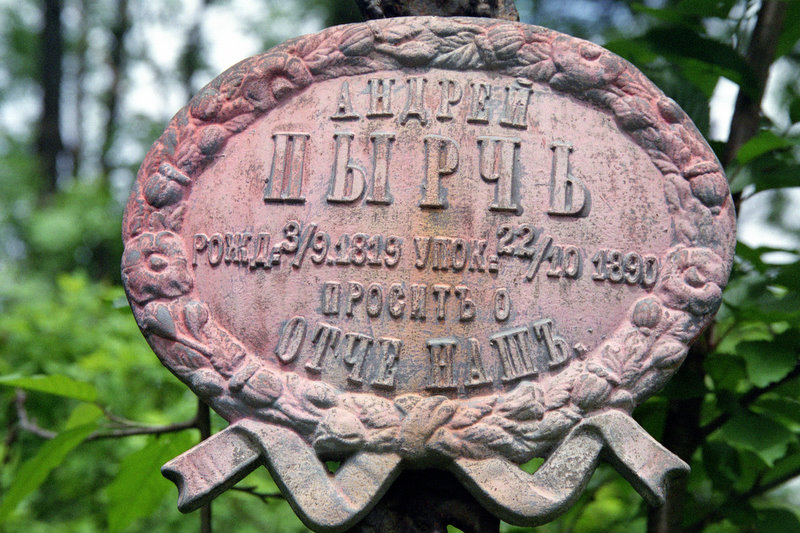 АНДРЕЙ
ПЫРЧЪ
РОЖД= 3/9.1819 УПОК= 22/10 1890
ПРОСИТЪ О
ОТЧЕ НАШЪ.